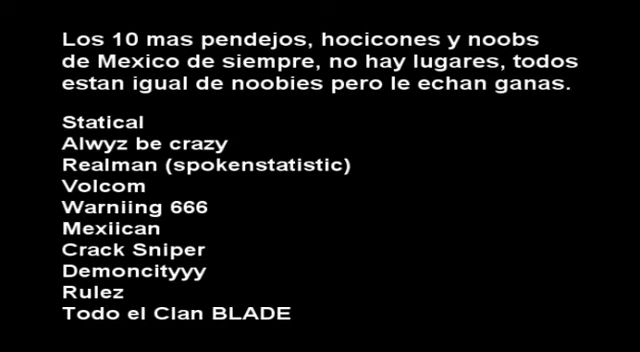 Los 10 mas pendejos, hocicones y noobs
de Mexico de siempre, no hay lugares, todos
estan igual de noobies pero le echan ganas.
Statical
Alwyz be crazy
Realman (spokenstatistic)
Volcom
Warniing 666
Mexiican
Crack Sniper
Demoncityyy
Rulez
Todo el Clan BLADE